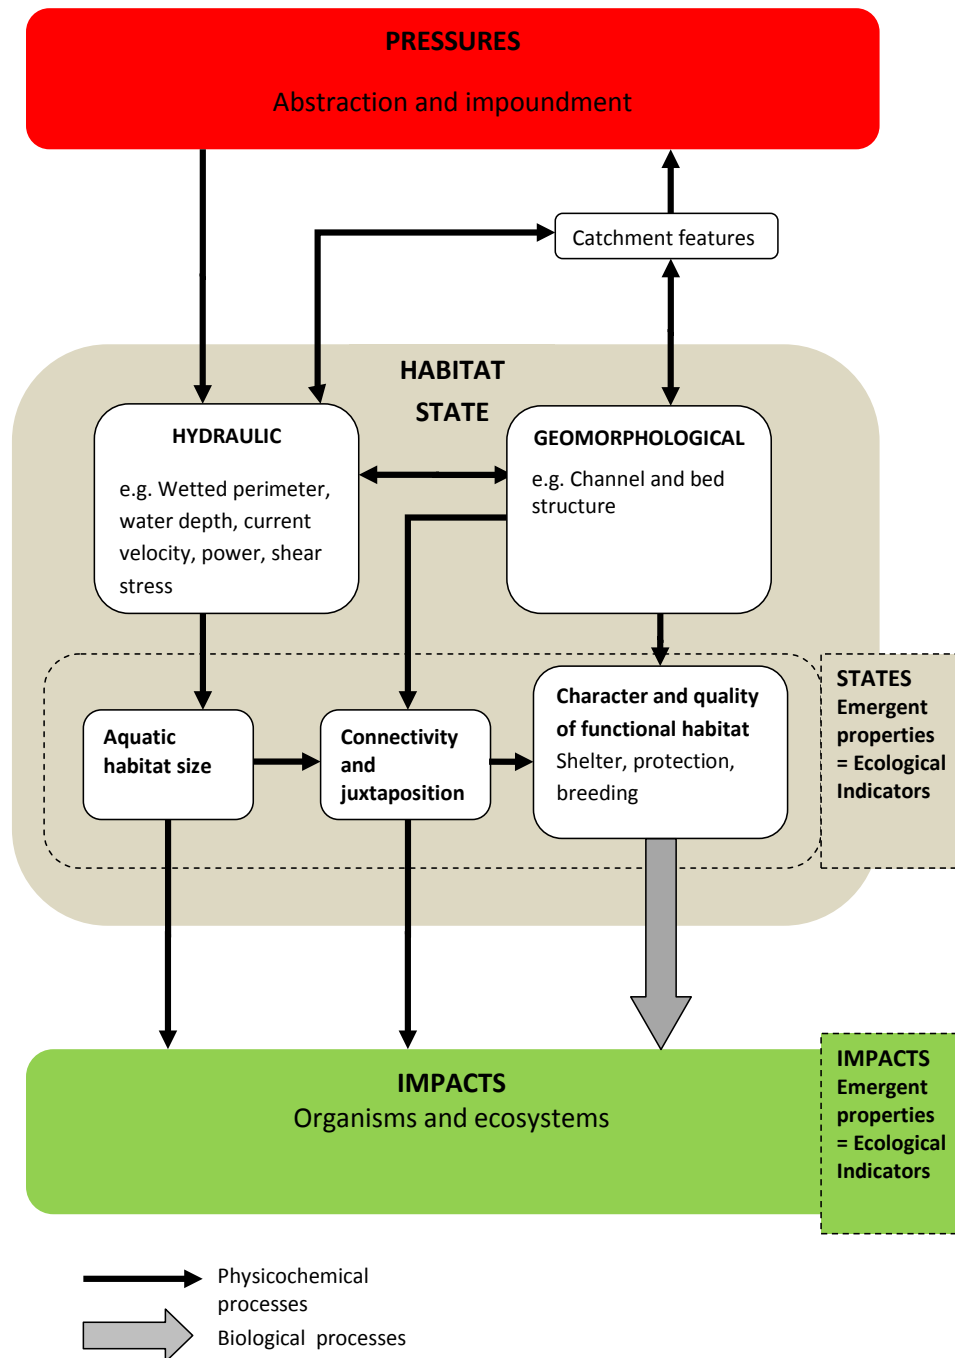 PRESSURES
Abstraction and impoundment
Catchment features
HABITAT
STATE
HYDRAULIC
e.g. Wetted perimeter,
water depth, current
velocity, power, shear
stress
GEOMORPHOLOGICAL
e.g. Channel and bed
structure
Aquatic
habitat size
Connectivity
and
juxtaposition
Character and quality
of functional habitat
Shelter, protection,
breeding
STATES
Emergent
properties
= Ecological
Indicators
IMPACTS
Organisms and ecosystems
IMPACTS
Emergent
properties
= Ecological
Indicators
Physicochemical
processes
Biological processes